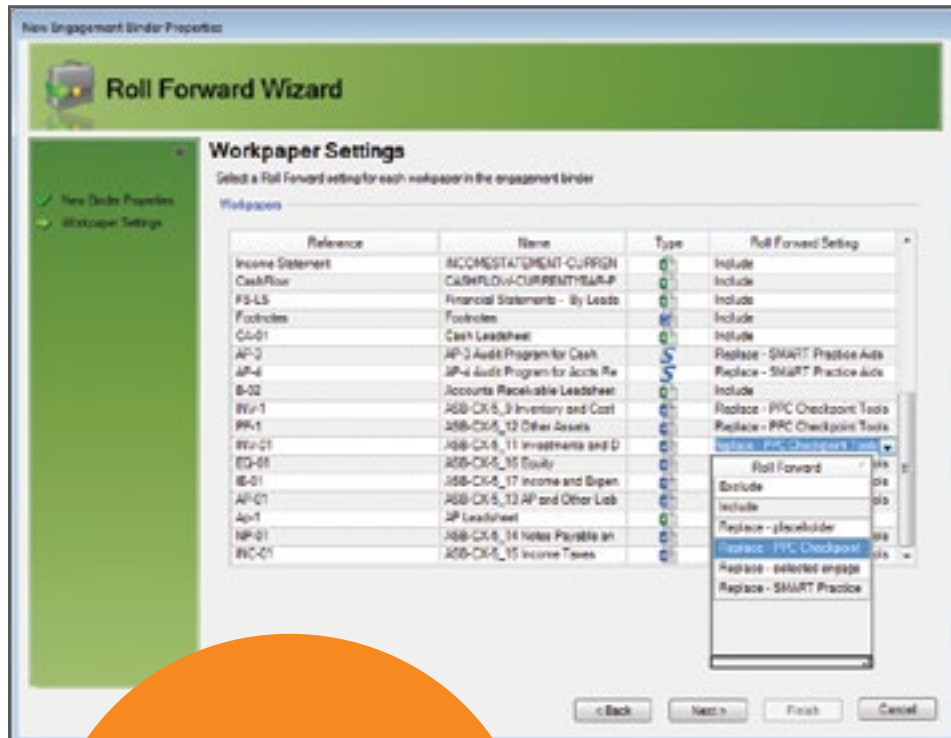 New Engagement Binder Properties
Roll Forward Wizard
Workpaper Settings
Select a Roll Forward setting for each workpaper in the engagement binder
New Binder Properties
Workpaper Settings
Workpapers
Reference Name Type Roll Forward Setting
Income Statement INCOMESTATEMENT-CURREN Include
CashFlow CASHFLOW-CURRENTYEAR-P Include
FS-LS Financial Statements - By Leads Include
Footnotes Footnotes Include
CA-01 Cash Leadsheet Include
AP-3 AP-3 Audit Program for Cash Replace - SMART Practice Aids
AP-4 AP-4 Audit Program for Accts Re Replace - SMART Practice Aids
B-02 Accounts Receivable Leadsheet Include
INV-1 ASB-CX-5_9 Inventory and Cost Replace - PPC Checkpoint Tools
PP-1 ASB-CX-5_12 Other Assets Replace - PPC Checkpoint Tools
INV-01 ASB-CX-5_11 Investments and D Replace - PPC Checkpoint Tools
EQ-01 ASB-CX-5_16 Equity ols
IE-01 ASB-CX-5_17 Income and Expen ols
AP-01 ASB-CX-5_13 AP and Other Liab ols
Ap-1 AP Leadsheet
NP-01 ASB-CX-5_14 Notes Payable an ols
INC-01 ASB-CX-5_15 Income Taxes ols
Roll Forward
Exclude
Include
Replace - placeholder
Replace - PPC Checkpoint
Replace - selected engage
Replace - SMART Practice
< Back Next > Finish Cancel